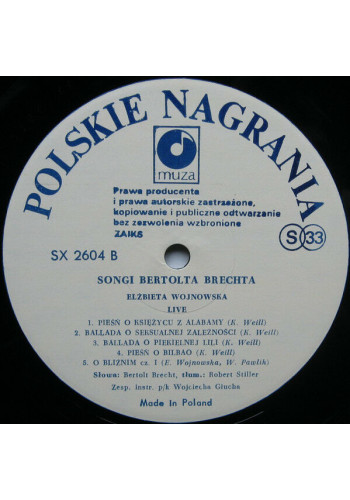 POLSKIE NAGRANIA
muza
Prawa producenta
i prawa autorskie zastrzeżone,
kopiowanie i publiczne odtwarzanie
bez zezwolenia wzbronione
ZAIKS
S 33
SX 2604 B
SONGI BERTOLTA BRECHTA
ELŻBIETA WOJNOWSKA
LIVE
1. PIEŚŃ O KSIĘŻYCU Z ALABAMY (K. Weill)
2. BALLADA O SEKSUALNEJ ZALEŻNOŚCI (K. Weill)
3. BALLADA O PIEKIELNEJ LILI (K. Weill)
4. PIEŚŃ O BILBAO (K. Weill)
5. O BLIŹNIM cz. I (E. Wojnowska, W. Pawlik)
Słowa: Bertolt Brecht, tłum.: Robert Stiller
Zesp. instr. p/k Wojciecha Głucha
Made in Poland